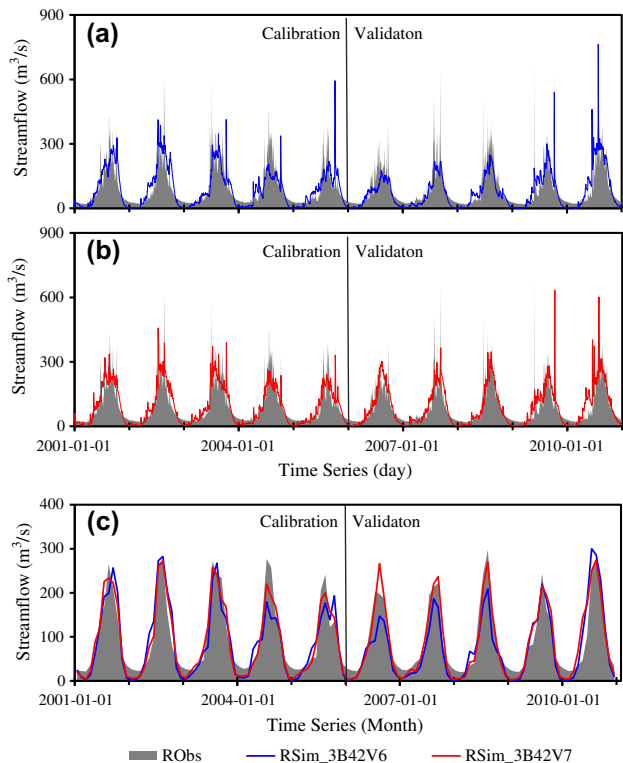 (a)
Calibration
Validaton
Streamflow (m³/s)
900
600
300
0
(b)
Calibration
Validaton
Streamflow (m³/s)
900
600
300
0
2001-01-01
2004-01-01
2007-01-01
2010-01-01
Time Series (day)
(c)
Calibration
Validaton
Streamflow (m³/s)
400
300
200
100
0
2001-01-01
2004-01-01
2007-01-01
2010-01-01
Time Series (Month)
RObs
RSim_3B42V6
RSim_3B42V7